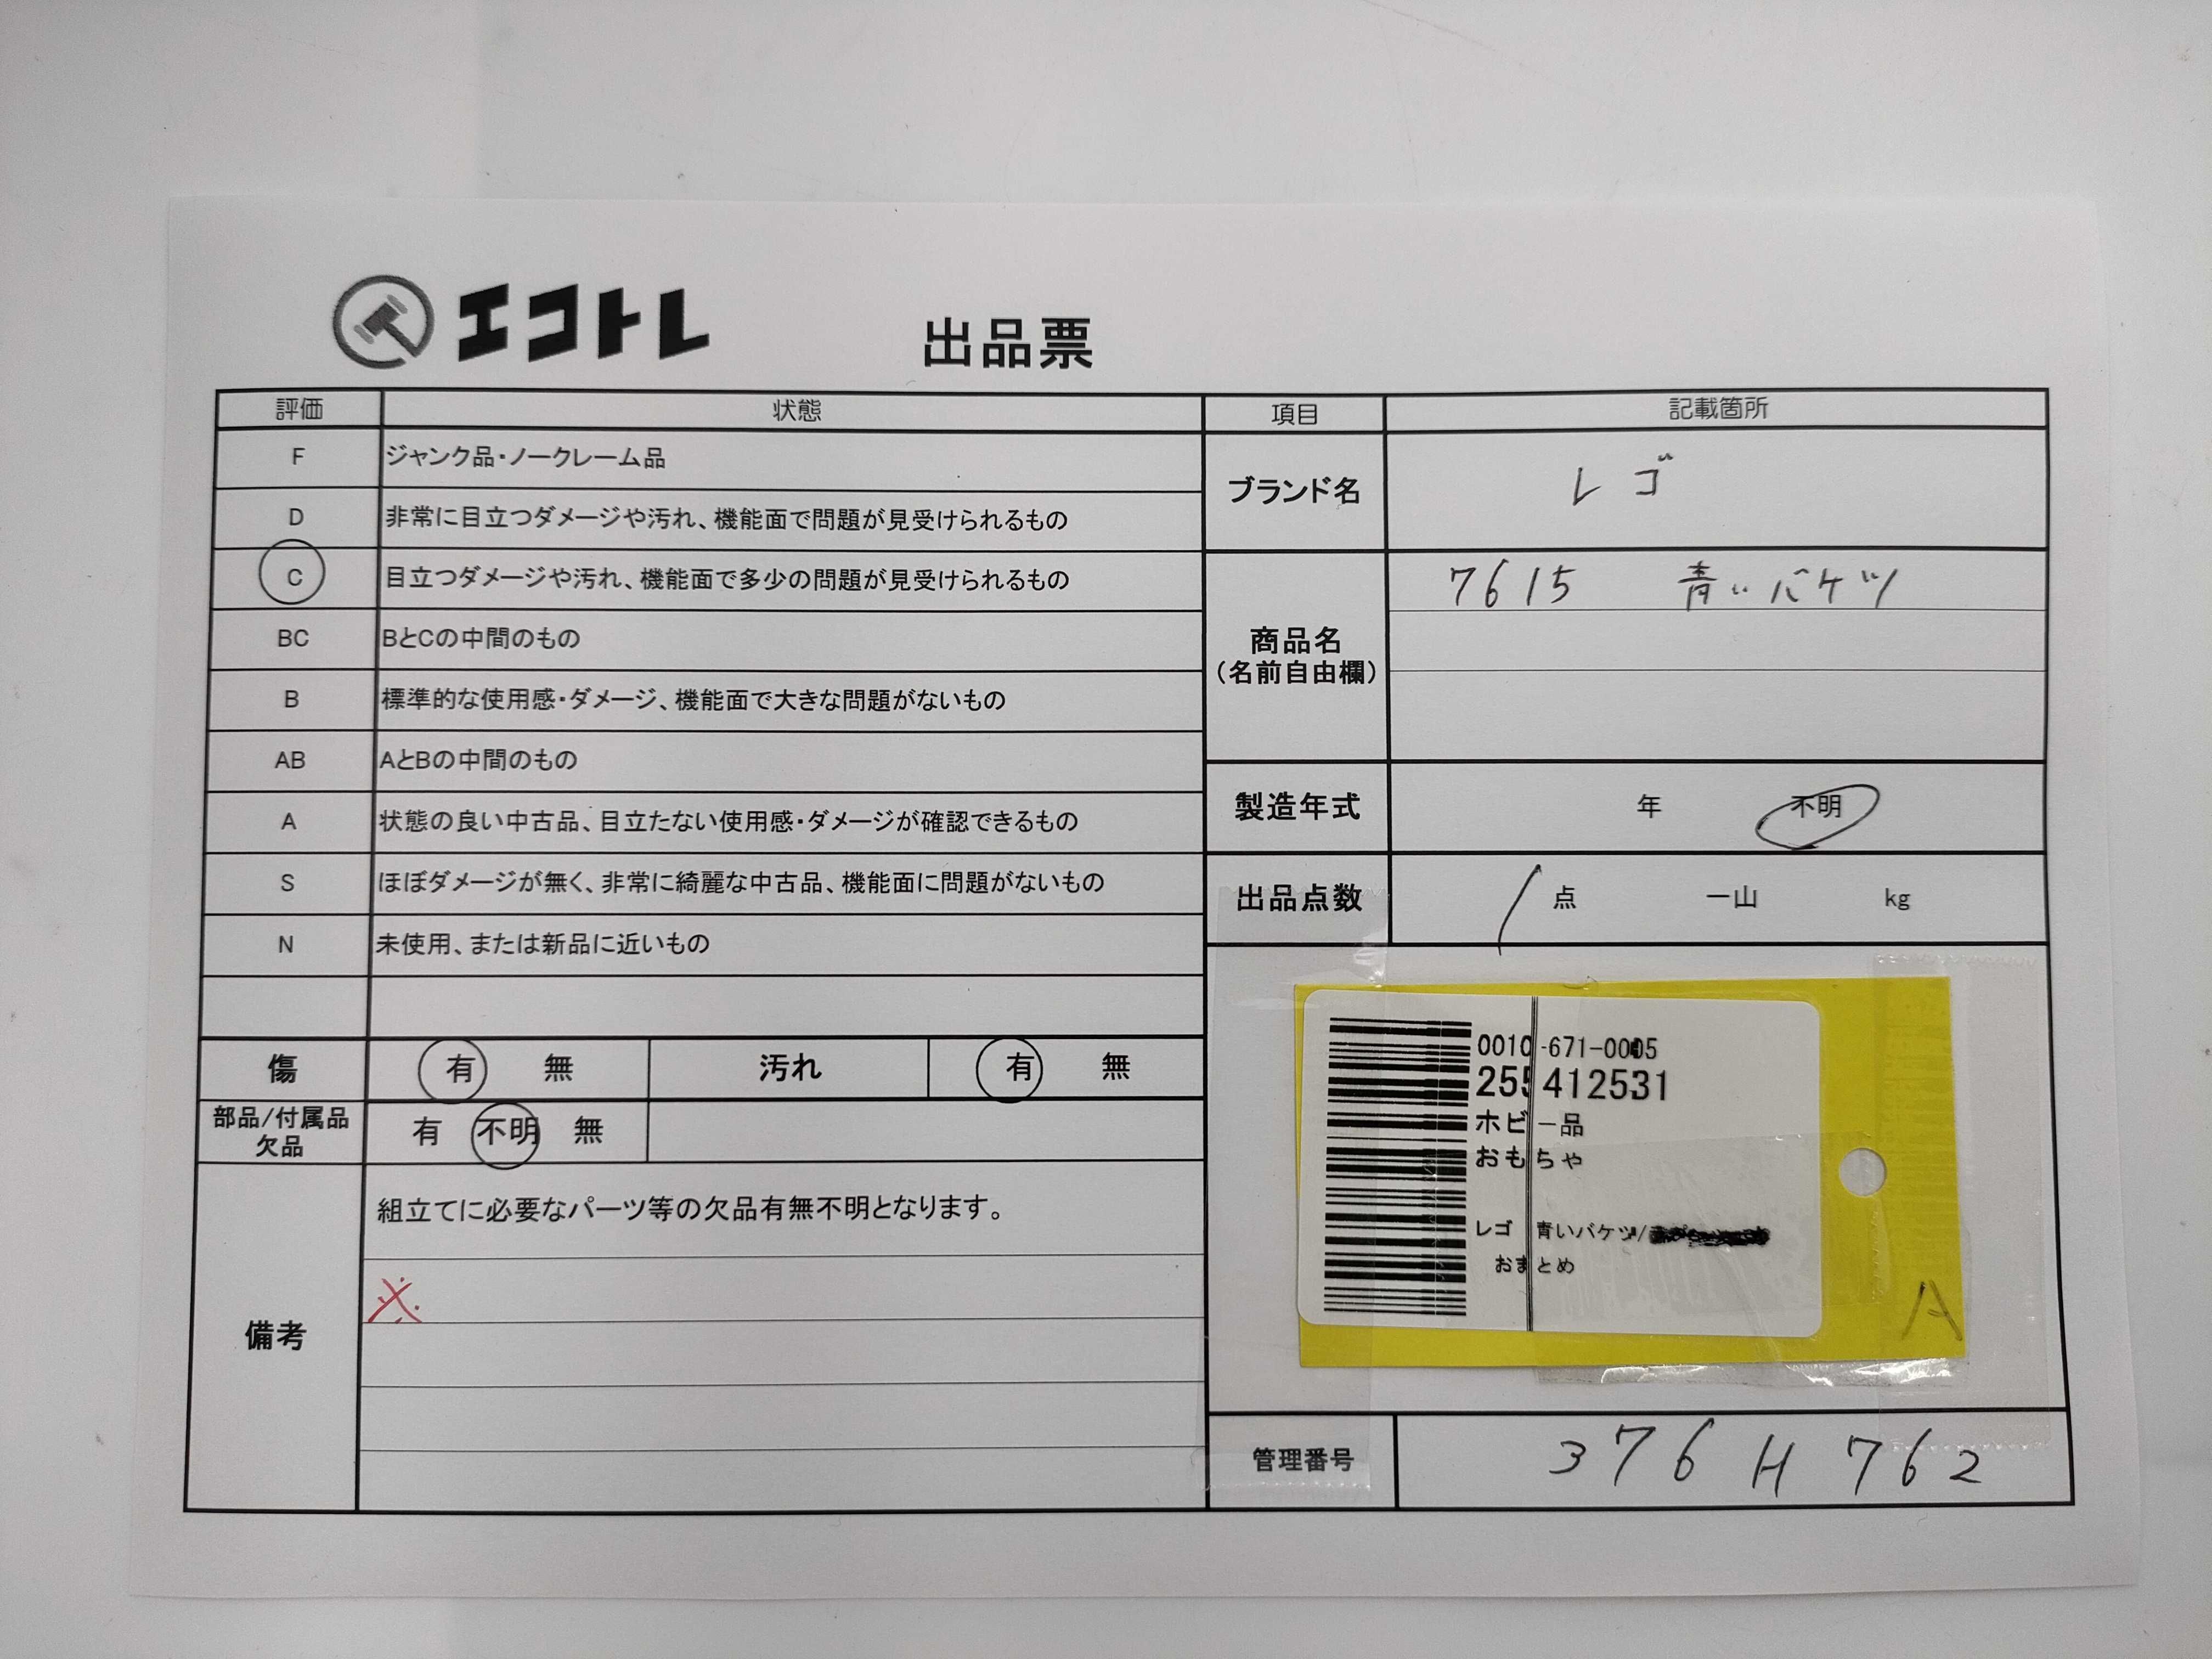 エコトレ
出品票
評価 状態
F ジャンク品・ノークレーム品
D 非常に目立つダメージや汚れ、機能面で問題が見受けられるもの
C 目立つダメージや汚れ、機能面で多少の問題が見受けられるもの
BC BとCの中間のもの
B 標準的な使用感・ダメージ、機能面で大きな問題がないもの
AB AとBの中間のもの
A 状態の良い中古品、目立たない使用感・ダメージが確認できるもの
S ほぼダメージが無く、非常に綺麗な中古品、機能面に問題がないもの
N 未使用、または新品に近いもの
傷 有 無 汚れ 有 無
部品/付属品
欠品
有 不明 無
備考
組立てに必要なパーツ等の欠品有無不明となります。
※
項目 記載箇所
ブランド名 レゴ
商品名
(名前自由欄)
7615 青いバケツ
製造年式 年 不明
出品点数 1 点 一山 kg
0010-671-0005
255412531
ホビー品
おもちゃ
レゴ 青いバケツ/
おまとめ
A
管理番号 376H762